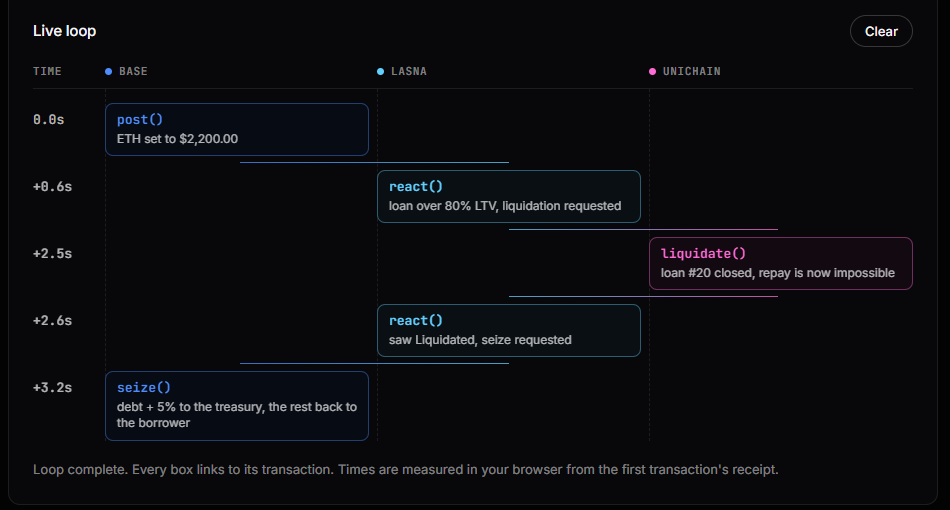 Live loop
Clear
TIME
BASE
LASNA
UNICHAIN
0.0s
post()
ETH set to $2,200.00
+0.6s
react()
loan over 80% LTV, liquidation requested
+2.5s
liquidate()
loan #20 closed, repay is now impossible
+2.6s
react()
saw Liquidated, seize requested
+3.2s
seize()
debt + 5% to the treasury, the rest back to
the borrower
Loop complete. Every box links to its transaction. Times are measured in your browser from the first transaction's receipt.